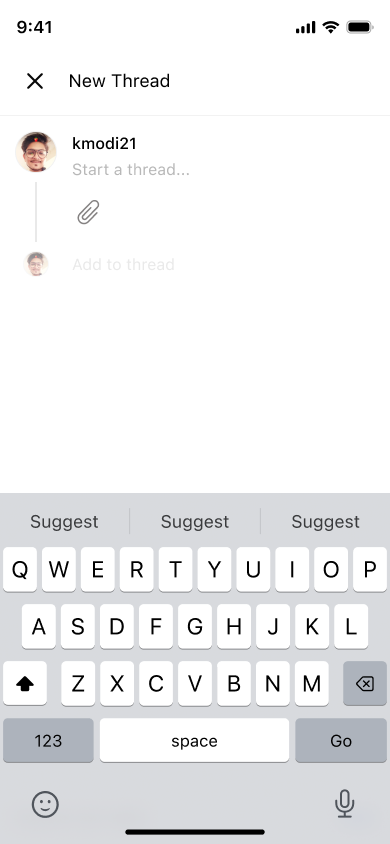 9:41
New Thread
kmodi21
Start a thread...
Add to thread
Suggest Suggest Suggest
Q W E R T Y U I O P
A S D F G H J K L
Z X C V B N M
123 space Go